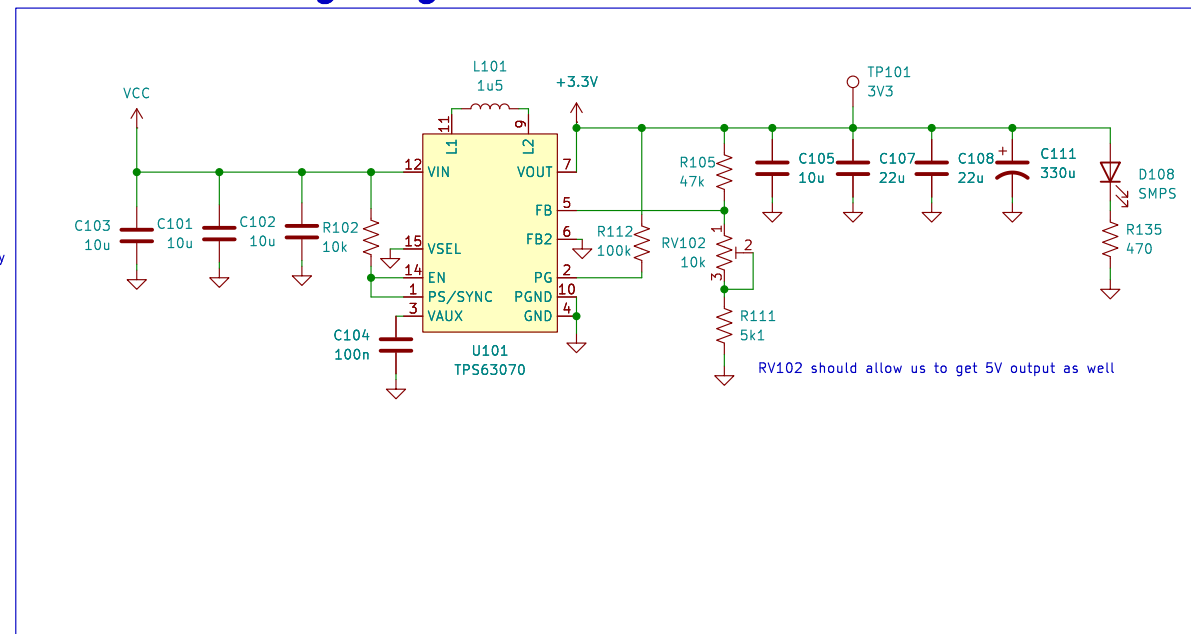 L101
1u5
+3.3V
TP101
3V3
VCC
11
9
L1
L2
12
VIN
VOUT
7
R105
47k
C105
10u
C107
22u
C108
22u
+
C111
330u
D108
SMPS
5
FB
C103
10u
C101
10u
C102
10u
R102
10k
15
VSEL
FB2
6
R112
100k
RV102
10k
1
2
3
R135
470
14
EN
PG
2
1
PS/SYNC
PGND
10
3
VAUX
GND
4
C104
100n
R111
5k1
U101
TPS63070
RV102 should allow us to get 5V output as well